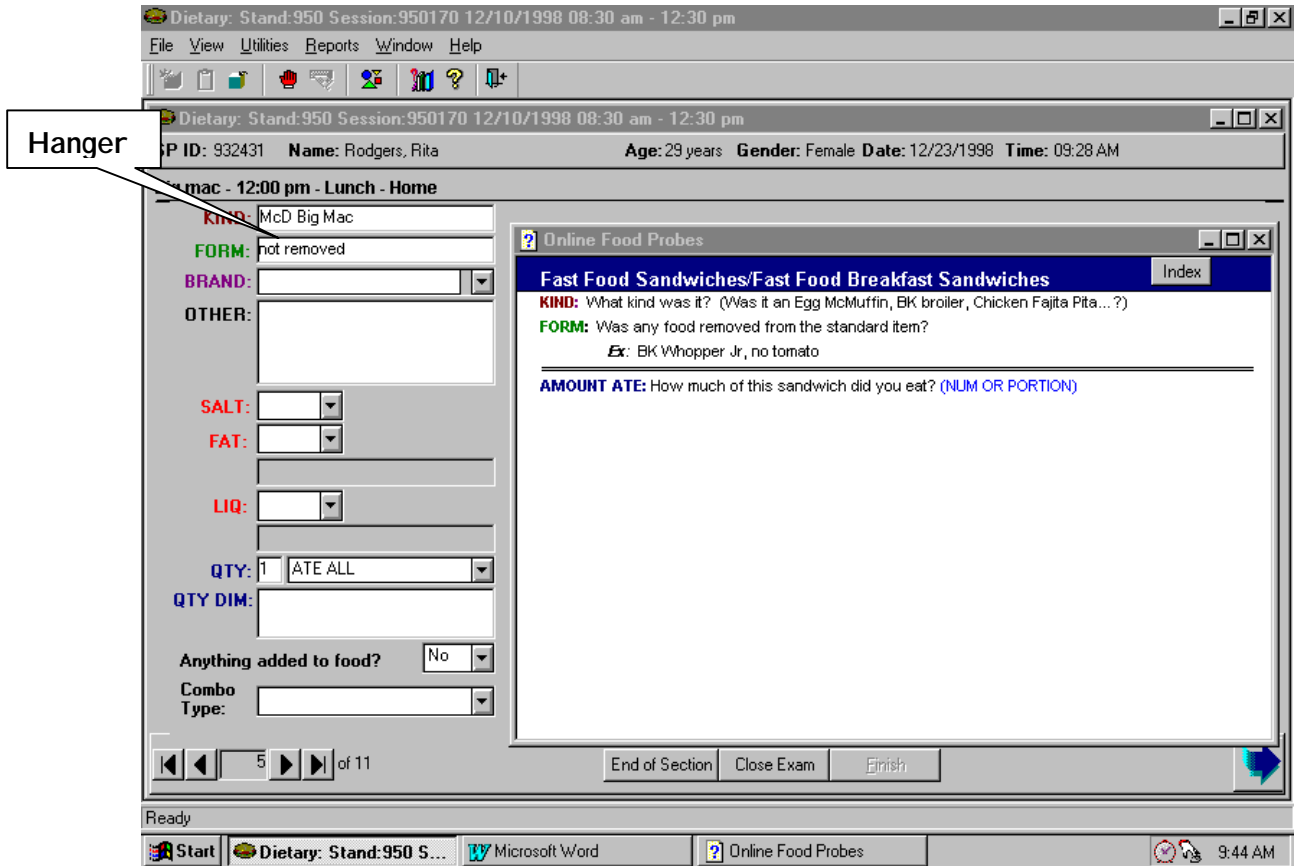 Dietary: Stand:950 Session:950170 12/10/1998 08:30 am - 12:30 pm
File View Utilities Reports Window Help
Hanger
Dietary: Stand:950 Session:950170 12/10/1998 08:30 am - 12:30 pm
SP ID: 932431 Name: Rodgers, Rita Age: 29 years Gender: Female Date: 12/23/1998 Time: 09:28 AM
mac - 12:00 pm - Lunch - Home
KIND: McD Big Mac
FORM: not removed
BRAND:
OTHER:
SALT:
FAT:
LIQ:
QTY: 1 ATE ALL
QTY DIM:
Anything added to food? No
Combo
Type:
Online Food Probes
Fast Food Sandwiches/Fast Food Breakfast Sandwiches Index
KIND: What kind was it? (Was it an Egg McMuffin, BK broiler, Chicken Fajita Pita...?)
FORM: Was any food removed from the standard item?
Ex: BK Whopper Jr, no tomato
AMOUNT ATE: How much of this sandwich did you eat? (NUM OR PORTION)
5 of 11 End of Section Close Exam Finish
Ready
Start Dietary: Stand:950 S... Microsoft Word Online Food Probes 9:44 AM